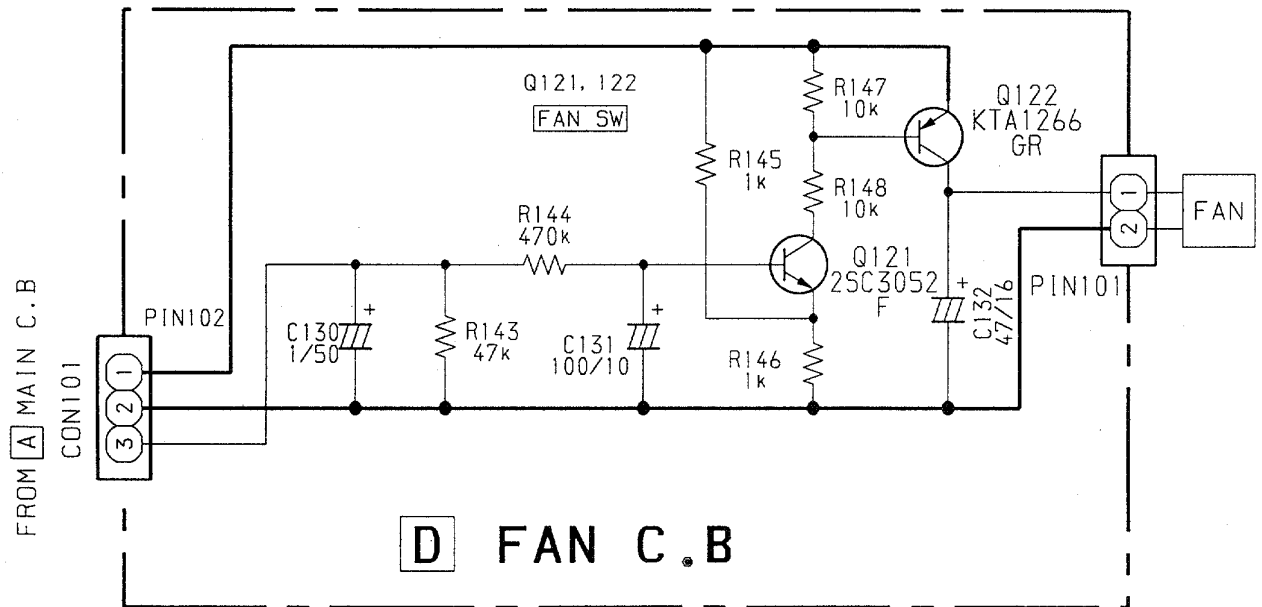 Q121, 122
FAN SW
R147
10k
Q122
KTA1266
GR
R145
1k
R148
10k
1
2
FAN
R144
470k
Q121
2SC3052
F
PIN101
C132
47/16
+
FROM A MAIN C.B
CON101
PIN102
1
2
3
C130
1/50
+
R143
47k
C131
100/10
+
R146
1k
D FAN C.B